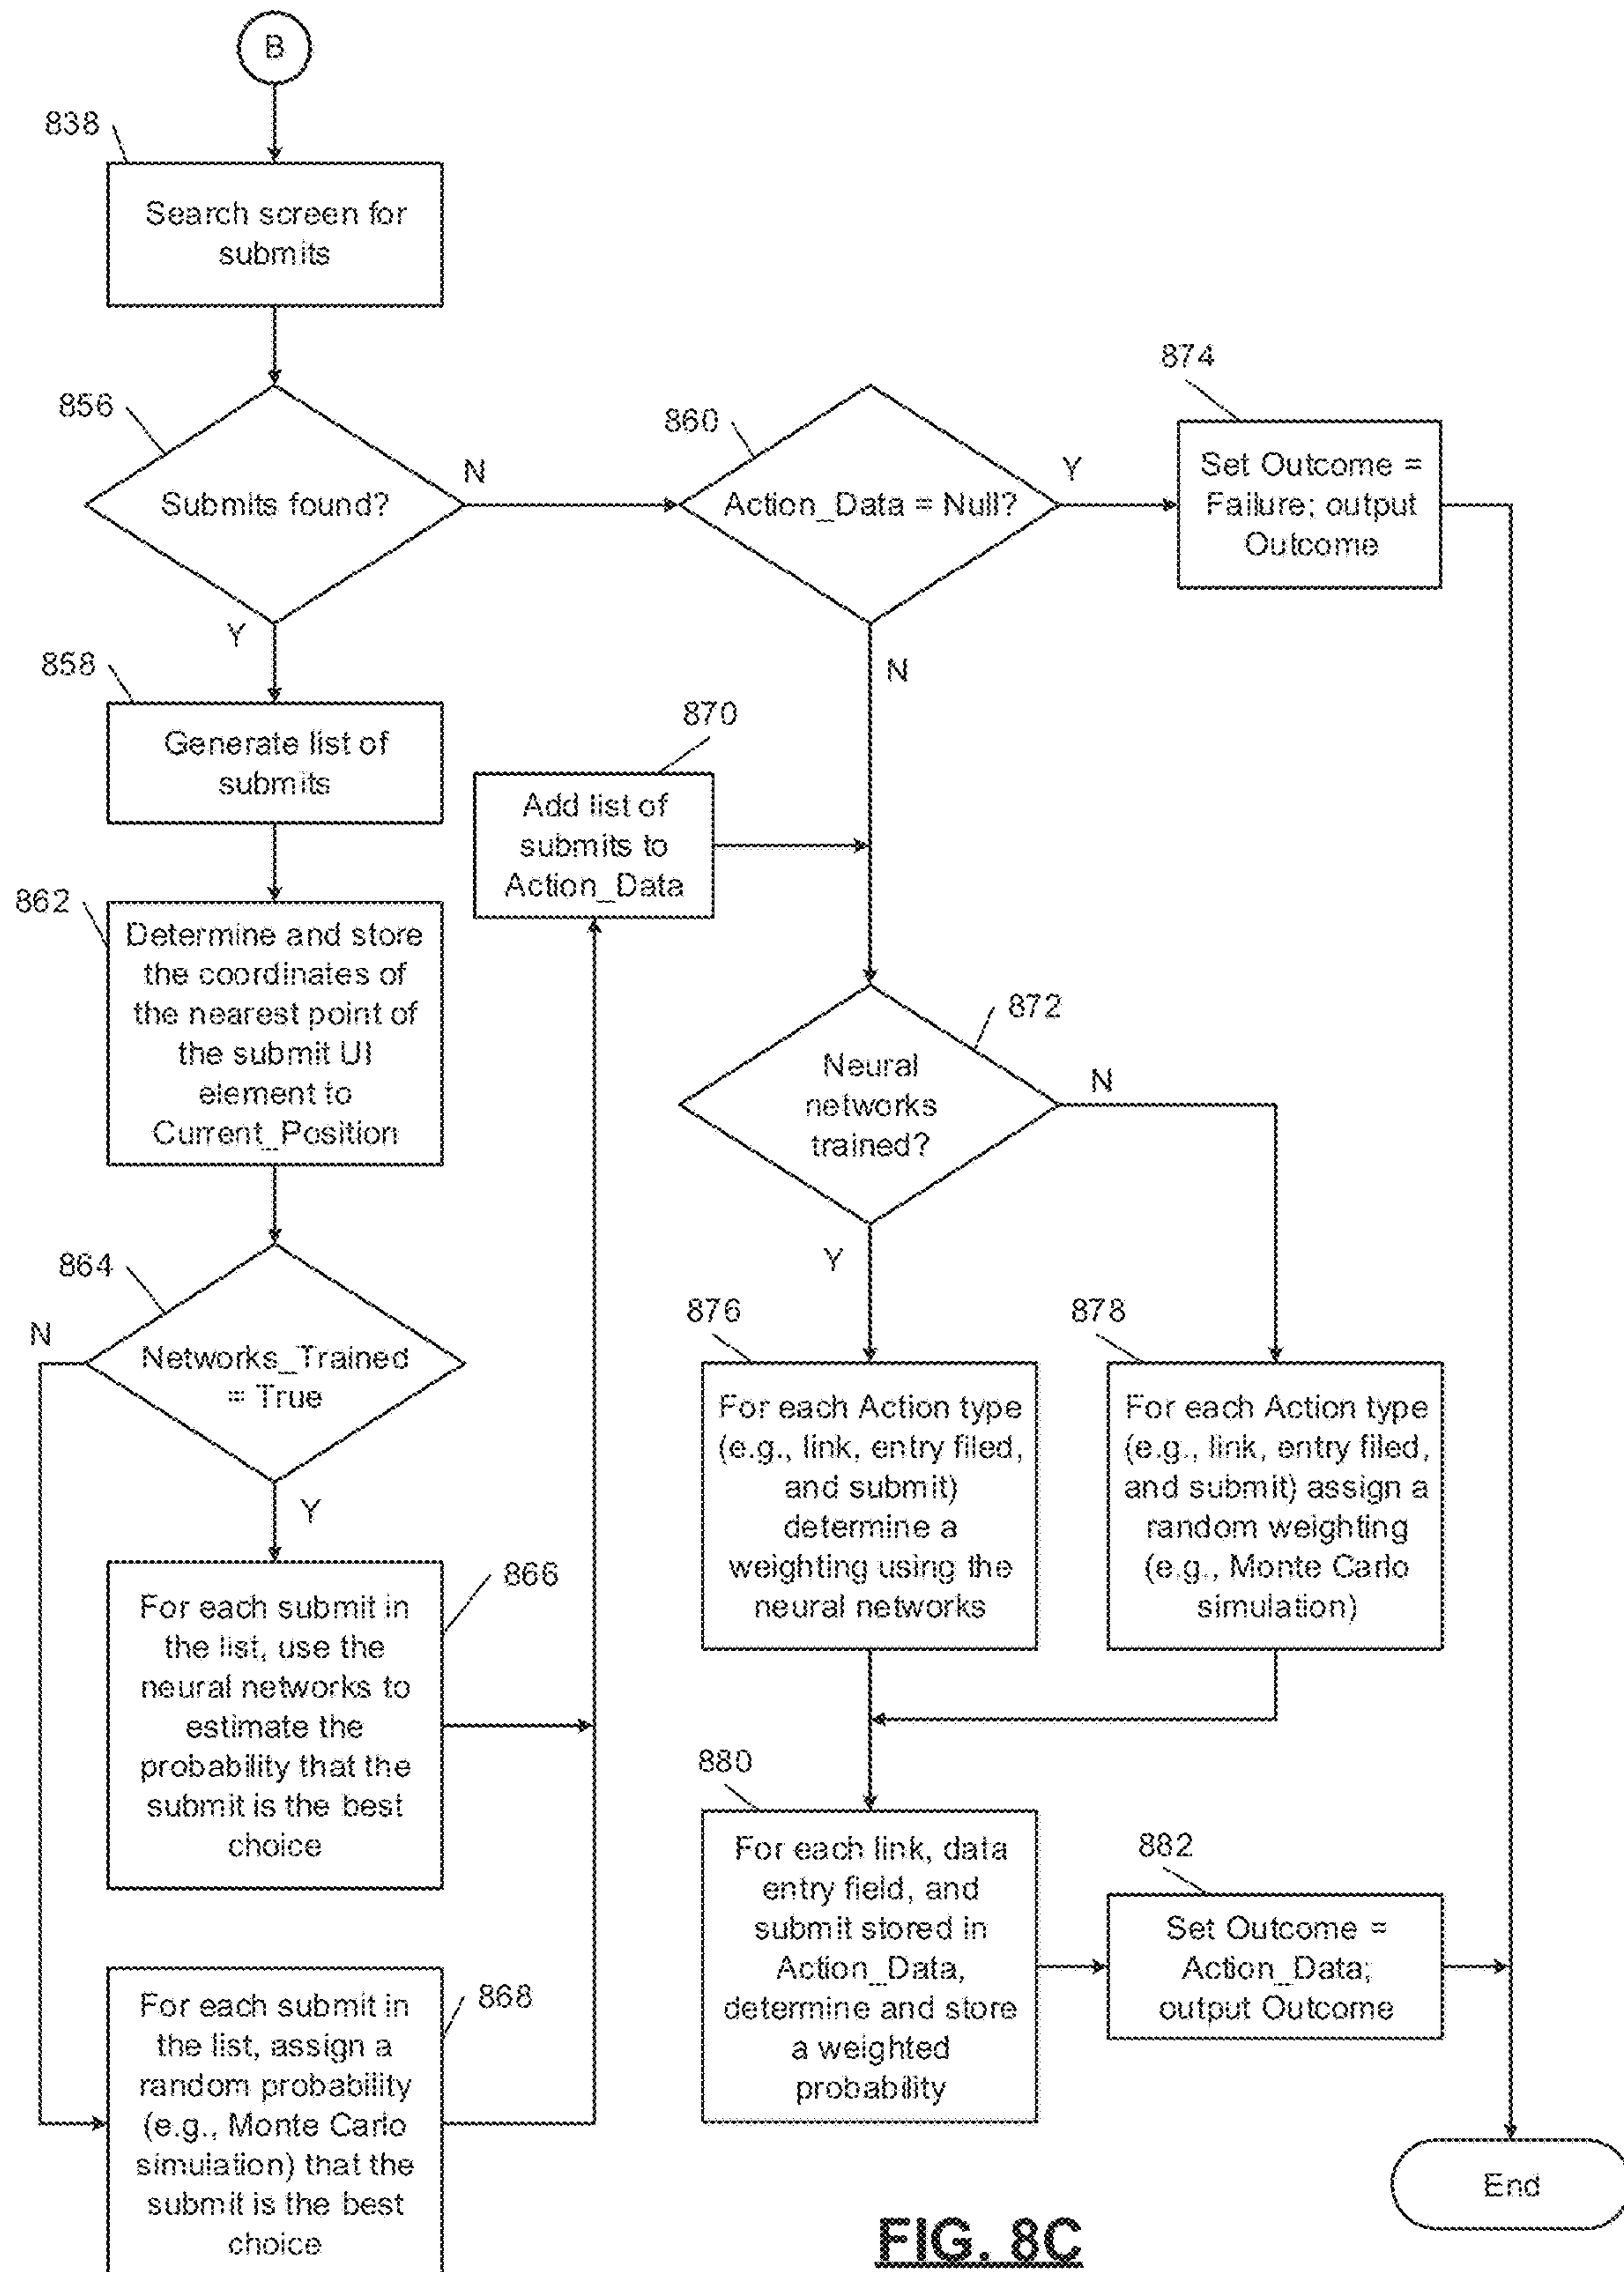 B
838
Search screen for
submits
856
Submits found?
N
Y
860
Action_Data = Null?
Y
N
874
Set Outcome =
Failure; output
Outcome
858
Generate list of
submits
870
Add list of
submits to
Action_Data
862
Determine and store
the coordinates of
the nearest point of
the submit UI
element to
Current_Position
872
Neural
networks
trained?
N
Y
864
N
Networks_Trained
= True
Y
876
For each Action type
(e.g., link, entry filed,
and submit)
determine a
weighting using the
neural networks
878
For each Action type
(e.g., link, entry filed,
and submit) assign a
random weighting
(e.g., Monte Carlo
simulation)
866
For each submit in
the list, use the
neural networks to
estimate the
probability that the
submit is the best
choice
880
For each link, data
entry field, and
submit stored in
Action_Data,
determine and store
a weighted
probability
882
Set Outcome =
Action_Data;
output Outcome
868
For each submit in
the list, assign a
random probability
(e.g., Monte Carlo
simulation) that the
submit is the best
choice
End
FIG. 8C